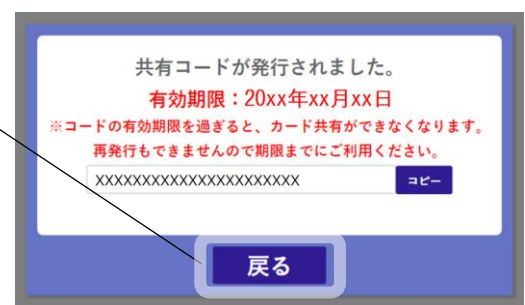 共有コードが発行されました。
有効期限：20xx年xx月xx日
※コードの有効期限を過ぎると、カード共有ができなくなります。
再発行もできませんので期限までにご利用ください。
XXXXXXXXXXXXXXXXXXXXXX
コピー
戻る